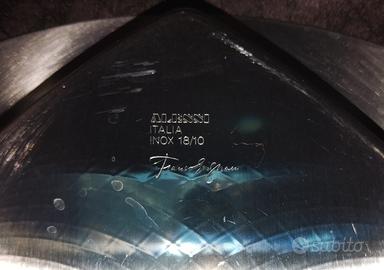 ALESSI
ITALIA
INOX 18/10
subito